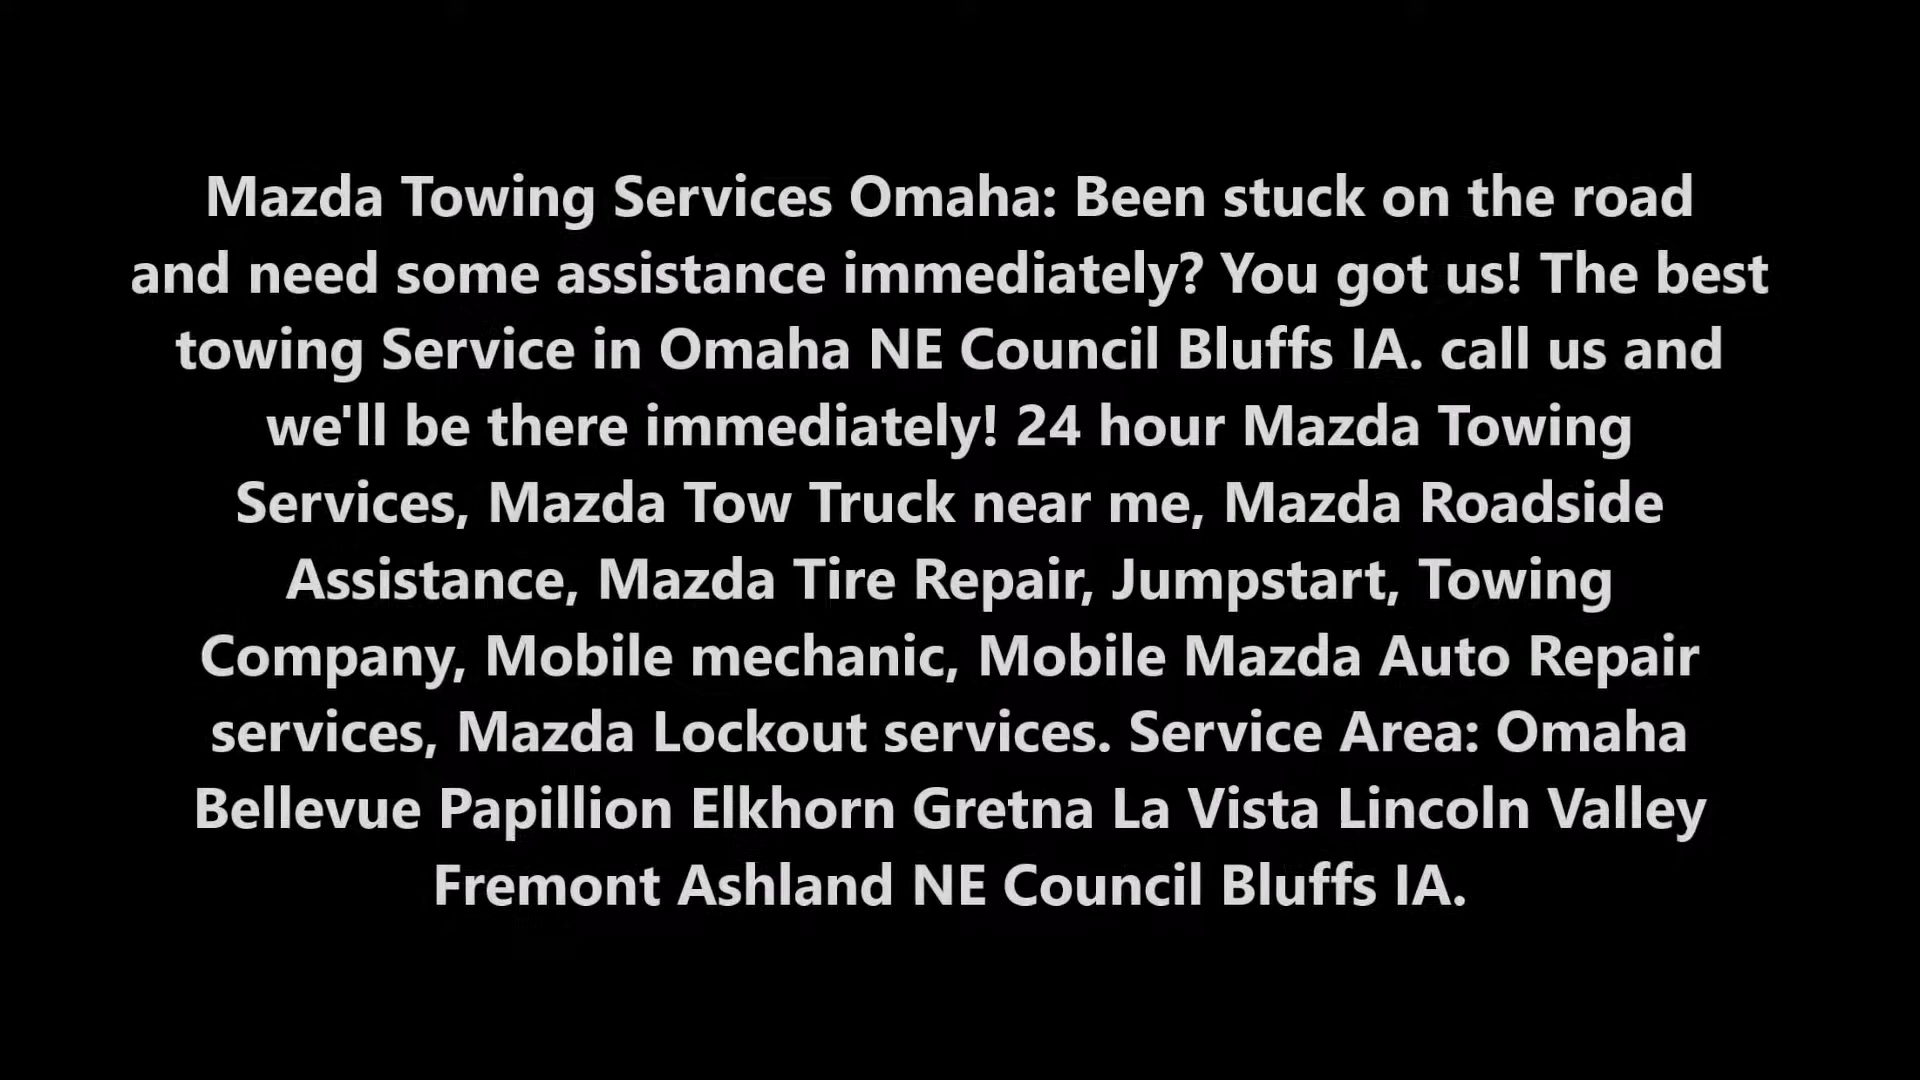 Mazda Towing Services Omaha: Been stuck on the road
and need some assistance immediately? You got us! The best
towing Service in Omaha NE Council Bluffs IA. call us and
we'll be there immediately! 24 hour Mazda Towing
Services, Mazda Tow Truck near me, Mazda Roadside
Assistance, Mazda Tire Repair, Jumpstart, Towing
Company, Mobile mechanic, Mobile Mazda Auto Repair
services, Mazda Lockout services. Service Area: Omaha
Bellevue Papillion Elkhorn Gretna La Vista Lincoln Valley
Fremont Ashland NE Council Bluffs IA.